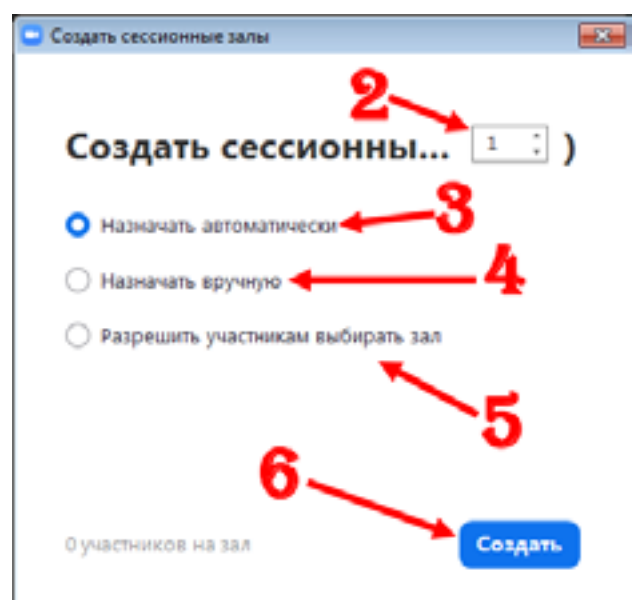 Создать сессионные залы
2
Создать сессионны... 1 )
Назначать автоматически 3
Назначать вручную 4
Разрешить участникам выбирать зал
5
6
0 участников на зал Создать